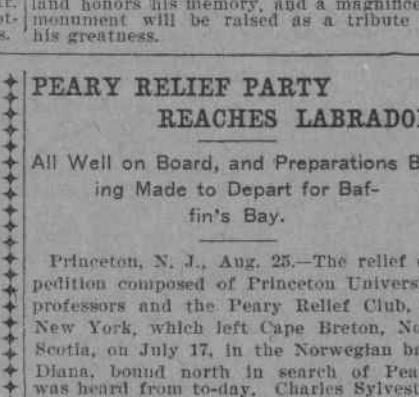 land honors his memory, and a magnifice
monument will be raised as a tribute
s. his greatness.
PEARY RELIEF PARTY
REACHES LABRADO
All Well on Board, and Preparations B
ing Made to Depart for Baf-
fin's Bay.
Princeton, N. J., Aug. 25.—The relief
pedition composed of Princeton Univers
professors and the Peary Relief Club,
New York, which left Cape Breton, No
Scotia, on July 17, in the Norwegian ba
Diana, bound north in search of Pea
was heard from to-day. Charles Sylvest